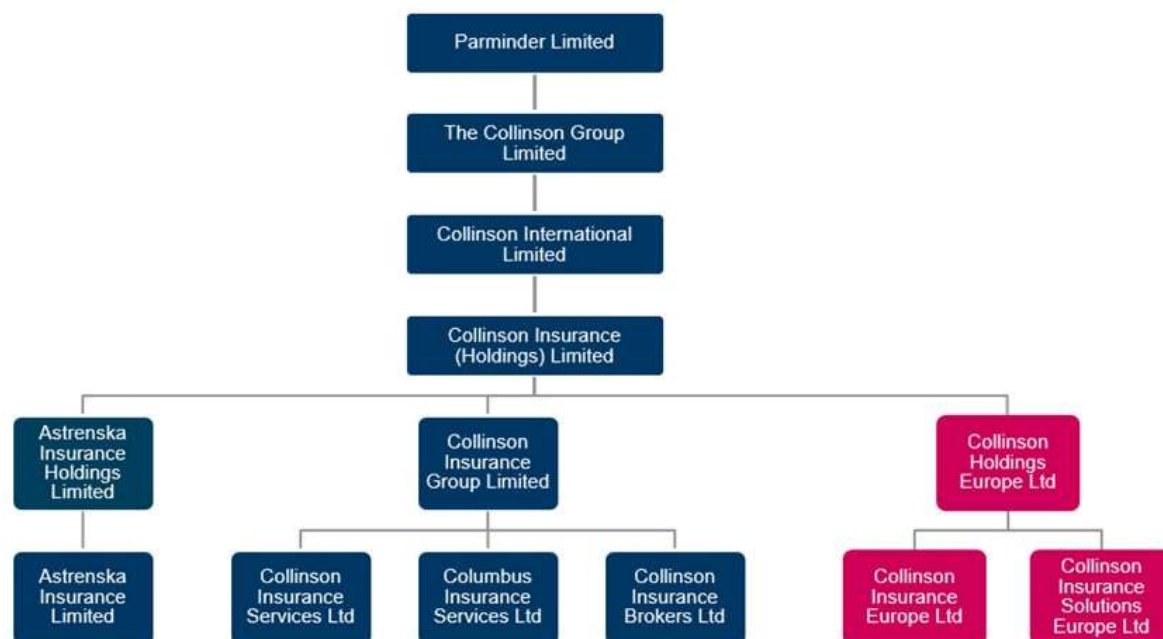 Parminder Limited
The Collinson Group
Limited
Collinson International
Limited
Collinson Insurance
(Holdings) Limited
Astrenska
Insurance
Holdings
Limited
Collinson
Insurance
Group Limited
Collinson
Holdings
Europe Ltd
Astrenska
Insurance
Limited
Collinson
Insurance
Services Ltd
Columbus
Insurance
Services Ltd
Collinson
Insurance
Brokers Ltd
Collinson
Insurance
Europe Ltd
Collinson
Insurance
Solutions
Europe Ltd